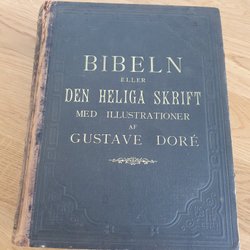 BIBELN
ELLER
DEN HELIGA SKRIFT
MED ILLUSTRATIONER
AF
GUSTAVE DORÉ